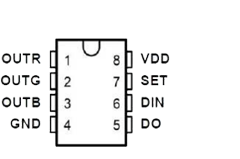 OUTR 1 8 VDD
OUTG 2 7 SET
OUTB 3 6 DIN
GND 4 5 DO